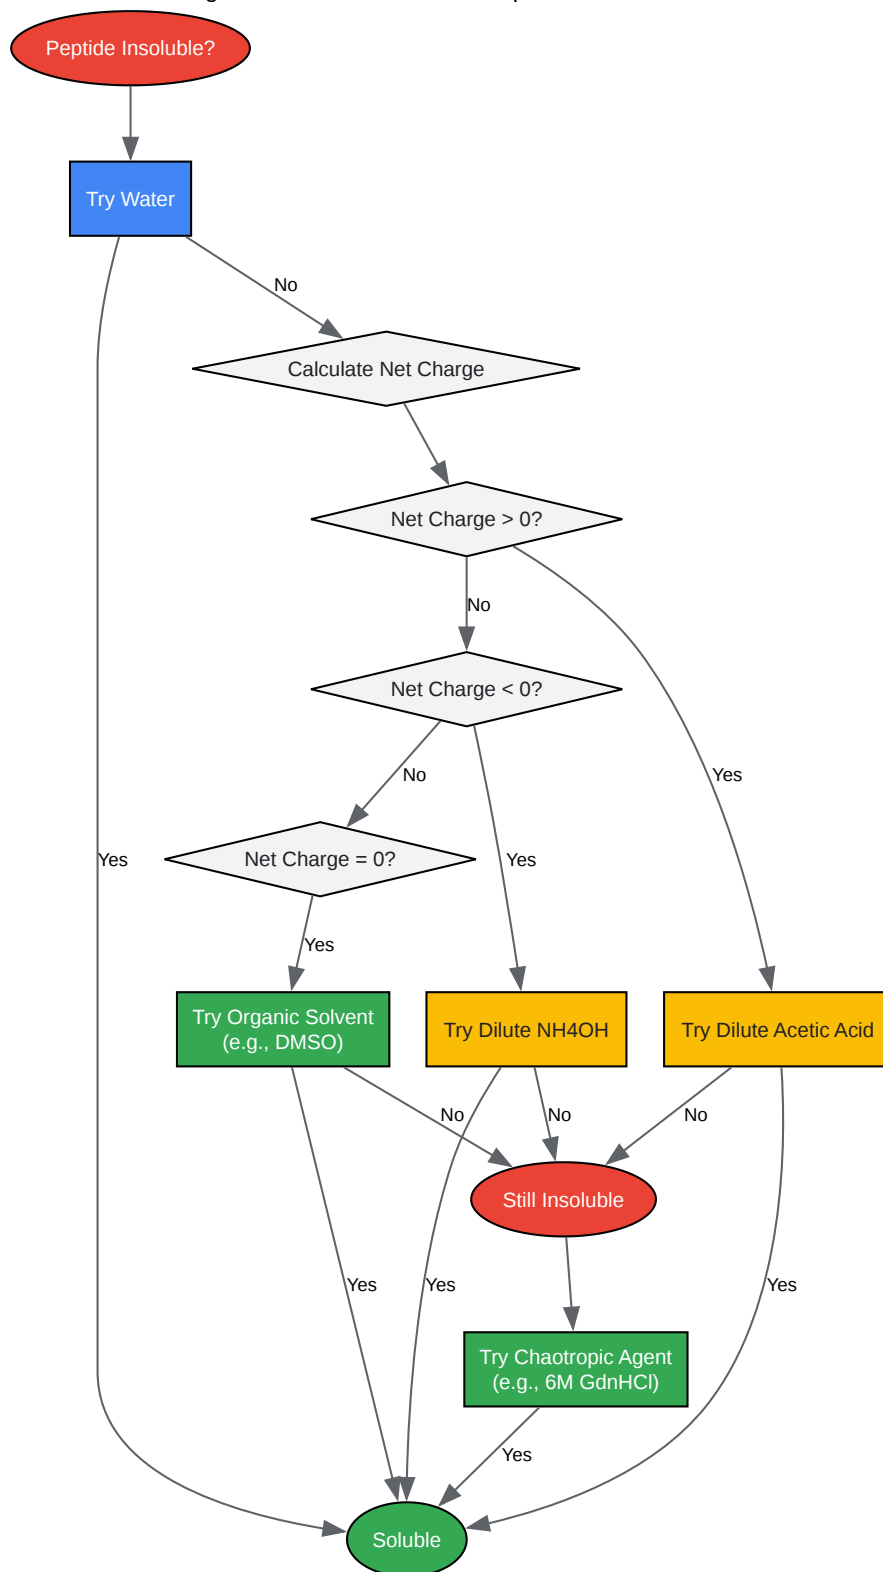 Peptide Insoluble?
Try Water
No
Calculate Net Charge
Net Charge > 0?
No
Net Charge < 0?
No
Yes
Yes
Net Charge = 0?
Yes
Yes
Try Organic Solvent
(e.g., DMSO)
Try Dilute NH4OH
Try Dilute Acetic Acid
No
No
No
Still Insoluble
Yes
Yes
Yes
Try Chaotropic Agent
(e.g., 6M GdnHCl)
Yes
Soluble